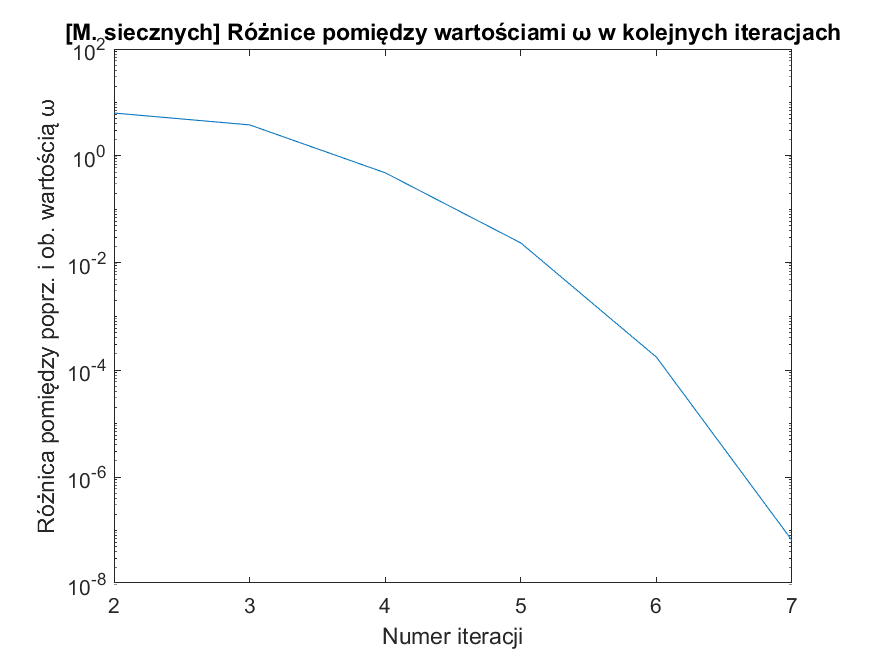 [M. siecznych] Różnice pomiędzy wartościami ω w kolejnych iteracjach
Różnica pomiędzy poprz. i ob. wartością ω
10^2
10^0
10^-2
10^-4
10^-6
10^-8
2 3 4 5 6 7
Numer iteracji